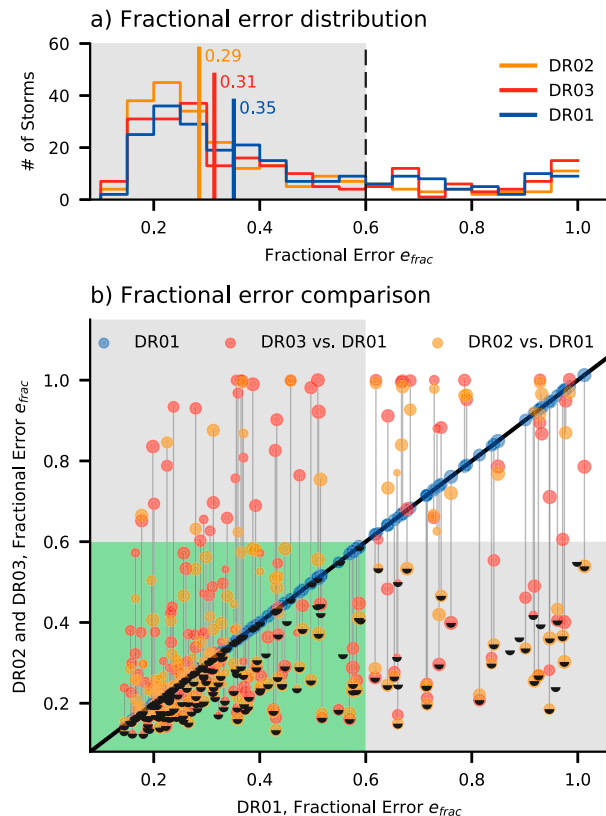 a) Fractional error distribution
60
40
20
0
# of Storms
0.29
0.31
0.35
DR02
DR03
DR01
0.2 0.4 0.6 0.8 1.0
Fractional Error e_frac
b) Fractional error comparison
DR01 DR03 vs. DR01 DR02 vs. DR01
1.0
0.8
0.6
0.4
0.2
DR02 and DR03, Fractional Error e_frac
0.2 0.4 0.6 0.8 1.0
DR01, Fractional Error e_frac